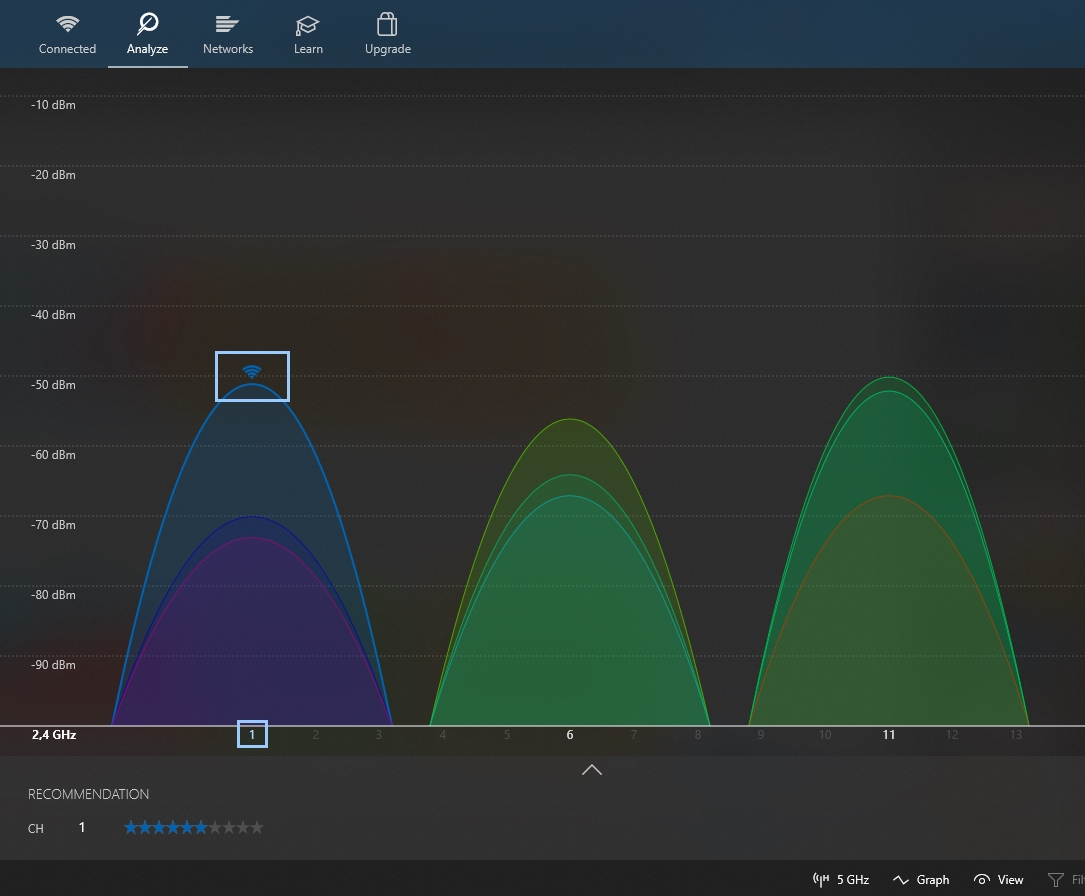 Connected Analyze Networks Learn Upgrade
-10 dBm
-20 dBm
-30 dBm
-40 dBm
-50 dBm
-60 dBm
-70 dBm
-80 dBm
-90 dBm
2,4 GHz 1 2 3 4 5 6 7 8 9 10 11 12 13
RECOMMENDATION
CH 1
5 GHz Graph View